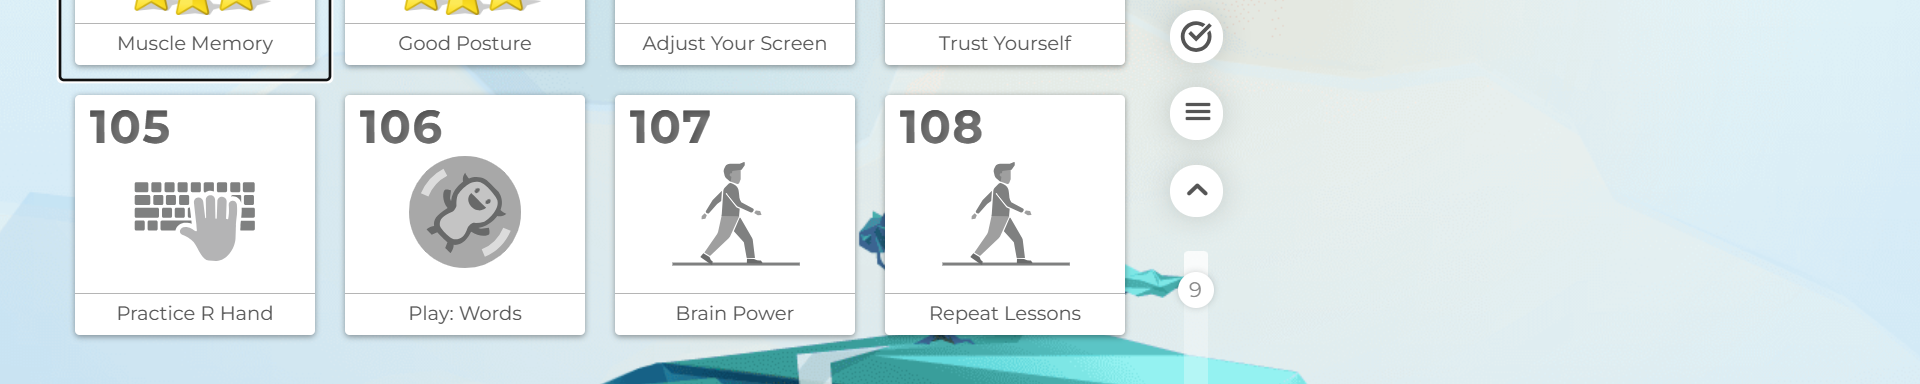 Muscle Memory
Good Posture
Adjust Your Screen
Trust Yourself
105
106
107
108
Practice R Hand
Play: Words
Brain Power
Repeat Lessons
9